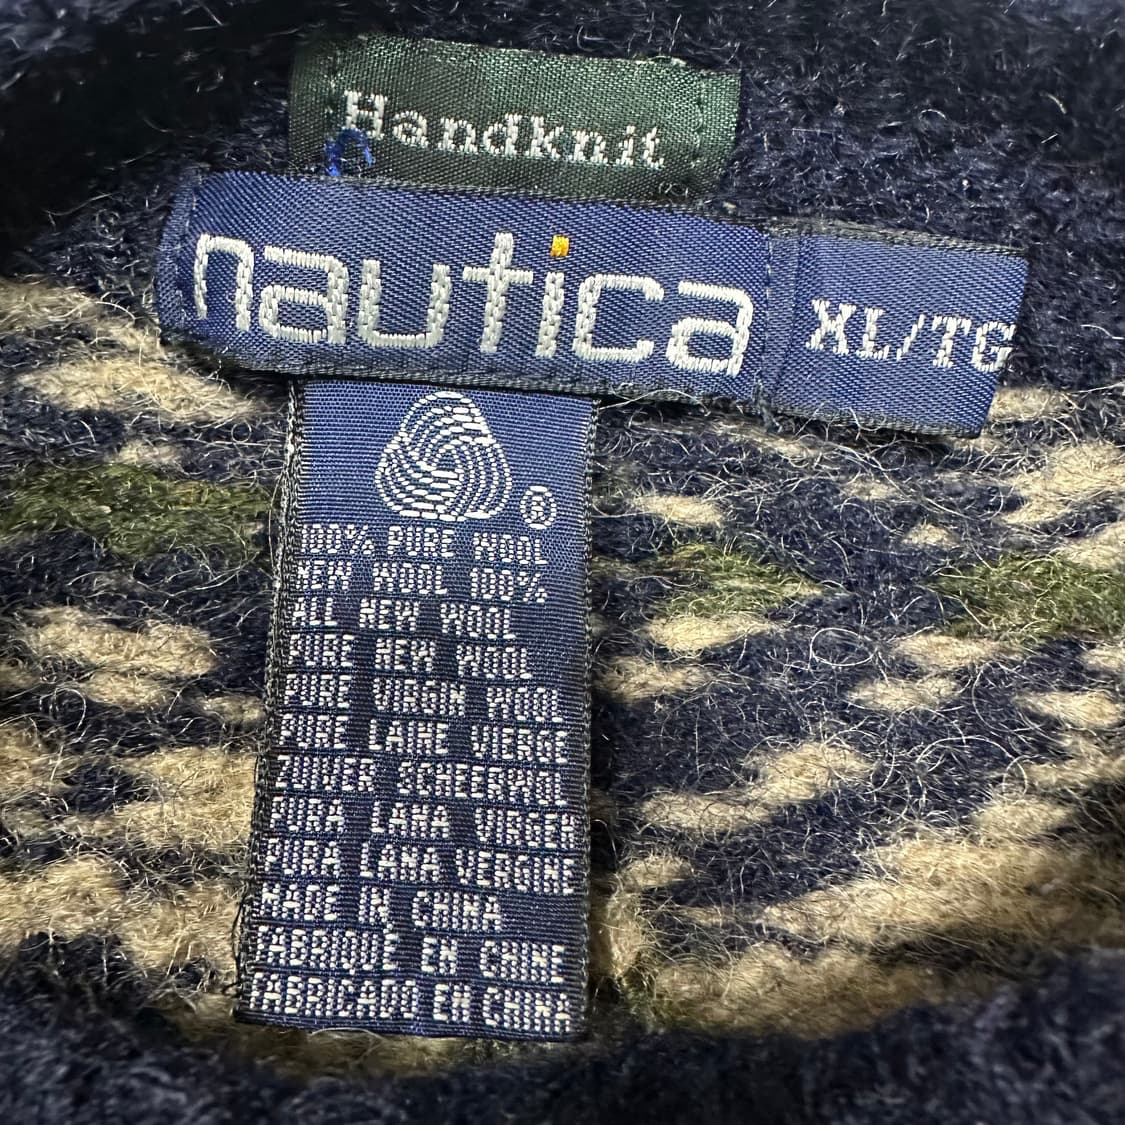 Handknit
nautica XL/TG
®
100% PURE WOOL
NEW WOOL 100%
ALL NEW WOOL
PURE NEW WOOL
PURE VIRGIN WOOL
PURE LAINE VIERGE
ZUIVER SCHEERWOL
PURA LANA VIRGEN
PURA LANA VERGINE
MADE IN CHINA
FABRIQUE EN CHINE
FABRICADO EN CHINA